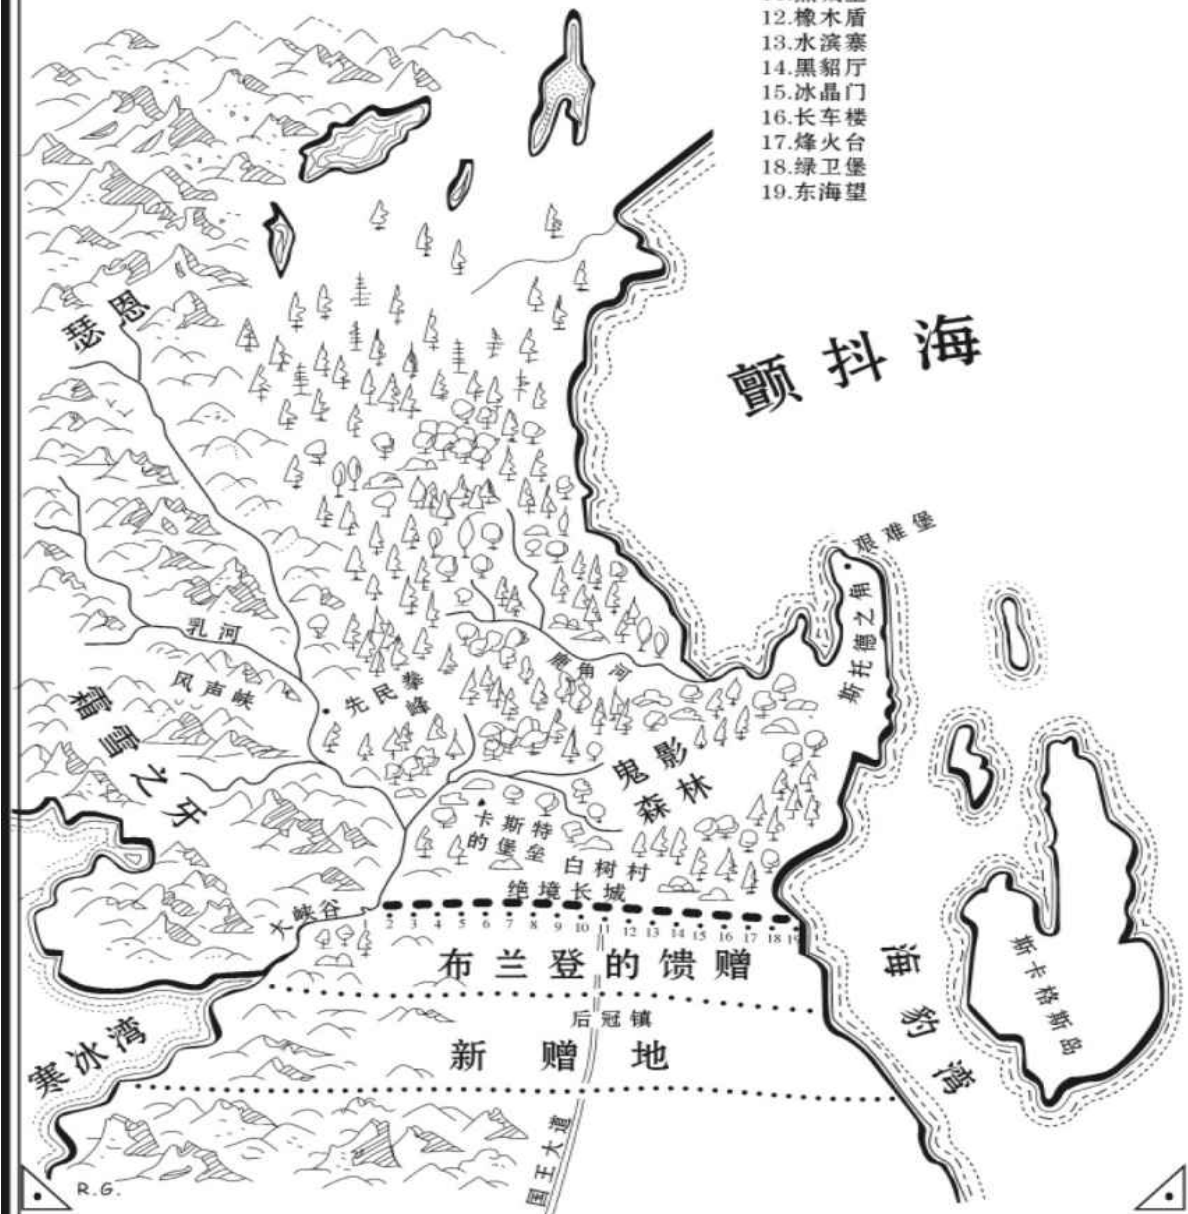 12.橡木盾
13.水滨寨
14.黑貂厅
15.冰晶门
16.长车楼
17.烽火台
18.绿卫堡
19.东海望
瑟恩
颤抖海
艰难堡
斯托德之角
乳河
风声峡
先民拳峰
鹿角河
霜雪之牙
鬼影
森林
卡斯特
的堡垒
白树村
绝境长城
大峡谷
2 3 4 5 6 7 8 9 10 11 12 13 14 15 16 17 18 19
布兰登的馈赠
海豹湾
斯卡格斯岛
后冠镇
新赠地
寒冰湾
国王大道
R.G.